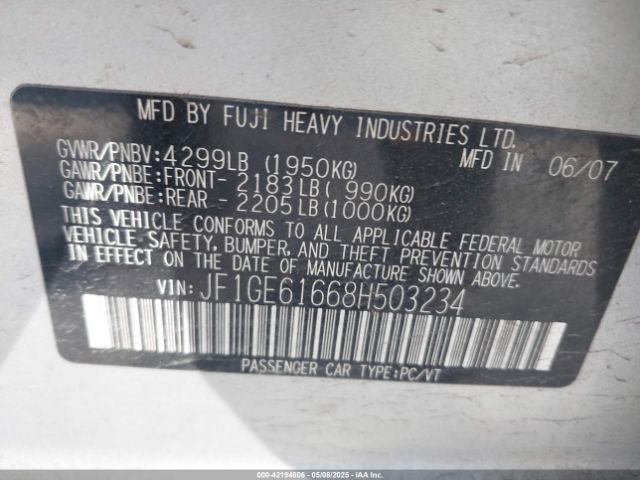 MFD BY FUJI HEAVY INDUSTRIES LTD.
GVWR/PNBV:4299LB (1950KG) MFD IN 06/07
GAWR/PNBE:FRONT- 2183LB( 990KG)
GAWR/PNBE:REAR - 2205LB(1000KG)
THIS VEHICLE CONFORMS TO ALL APPLICABLE FEDERAL MOTOR
VEHICLE, SAFETY, BUMPER, AND THEFT PREVENTION STANDARDS
IN EFFECT ON THE DATE OF MANUFACTURE SHOWN ABOVE.
VIN: JF1GE61668H503234
PASSENGER CAR TYPE:PC/VT
000-42194606 - 05/08/2025 - COPYRIGHT IAA, LLC.